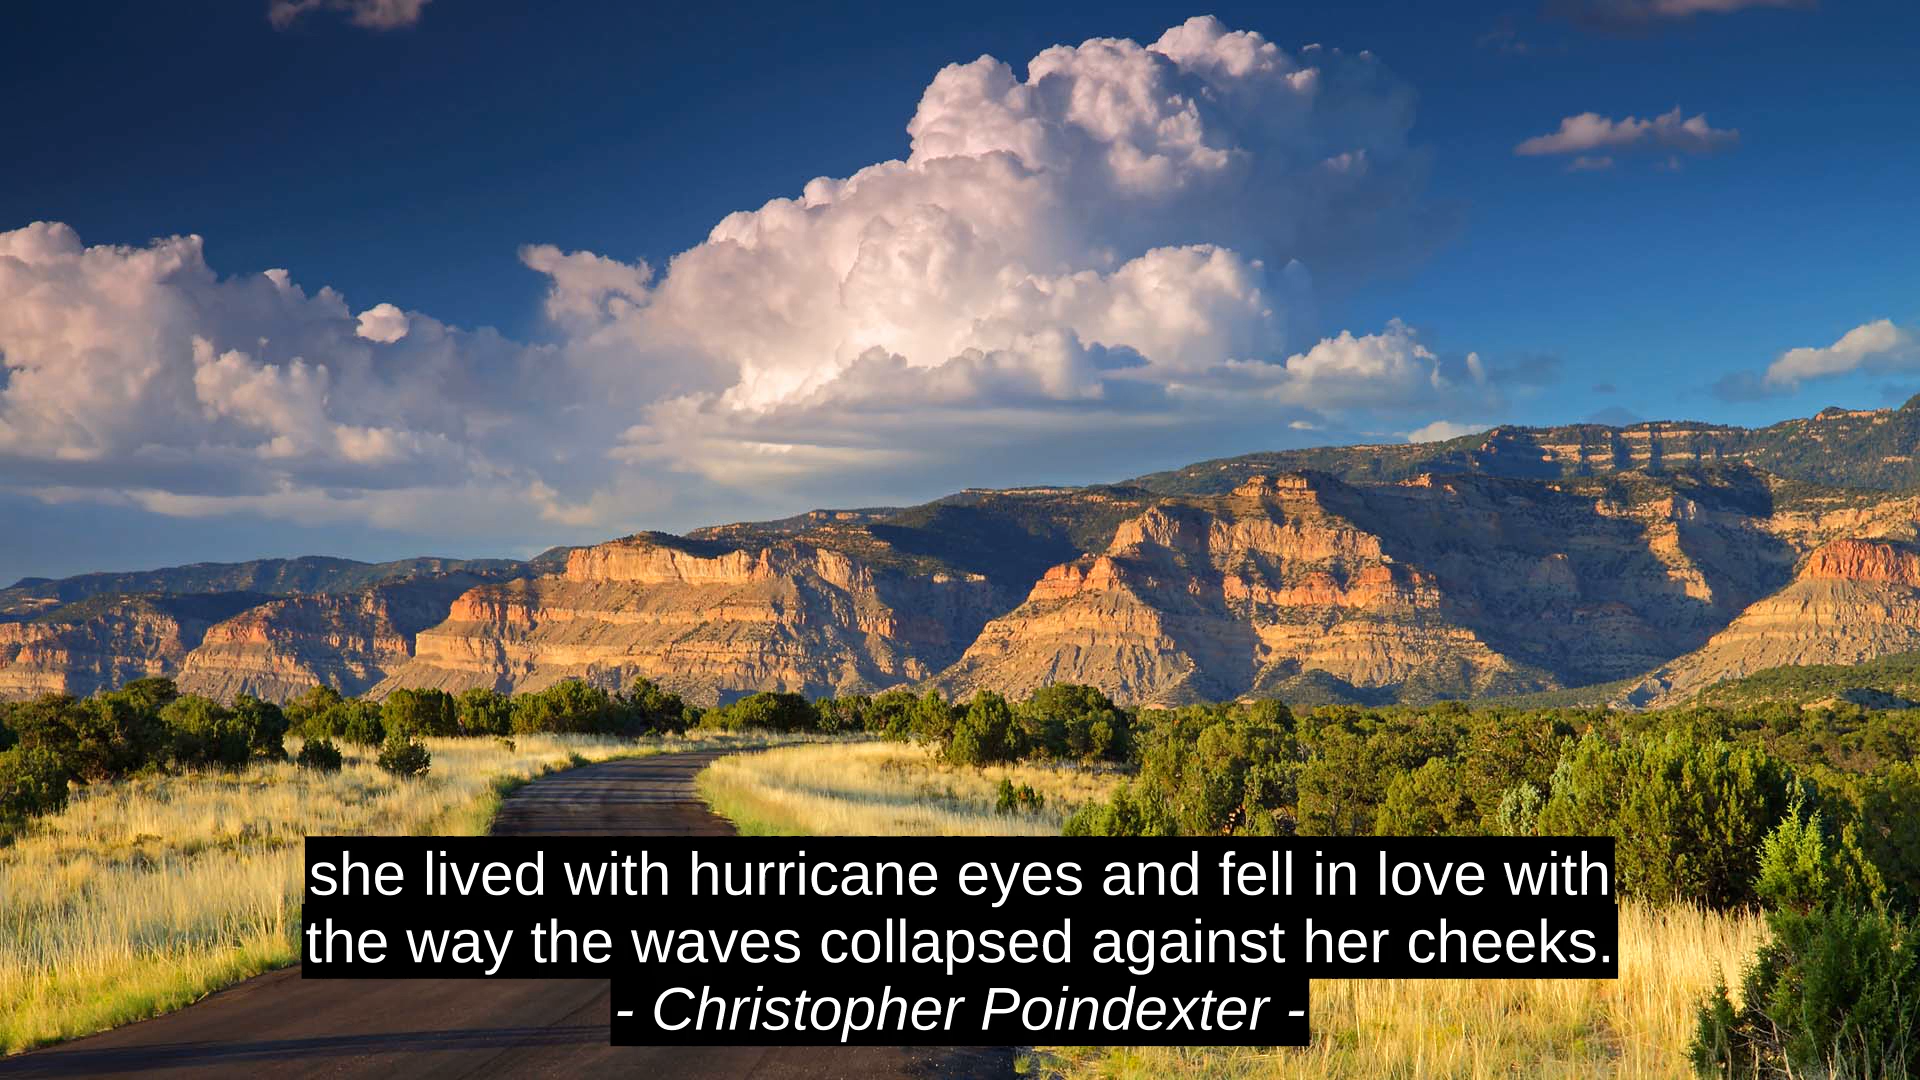 she lived with hurricane eyes and fell in love with
the way the waves collapsed against her cheeks.
- Christopher Poindexter -